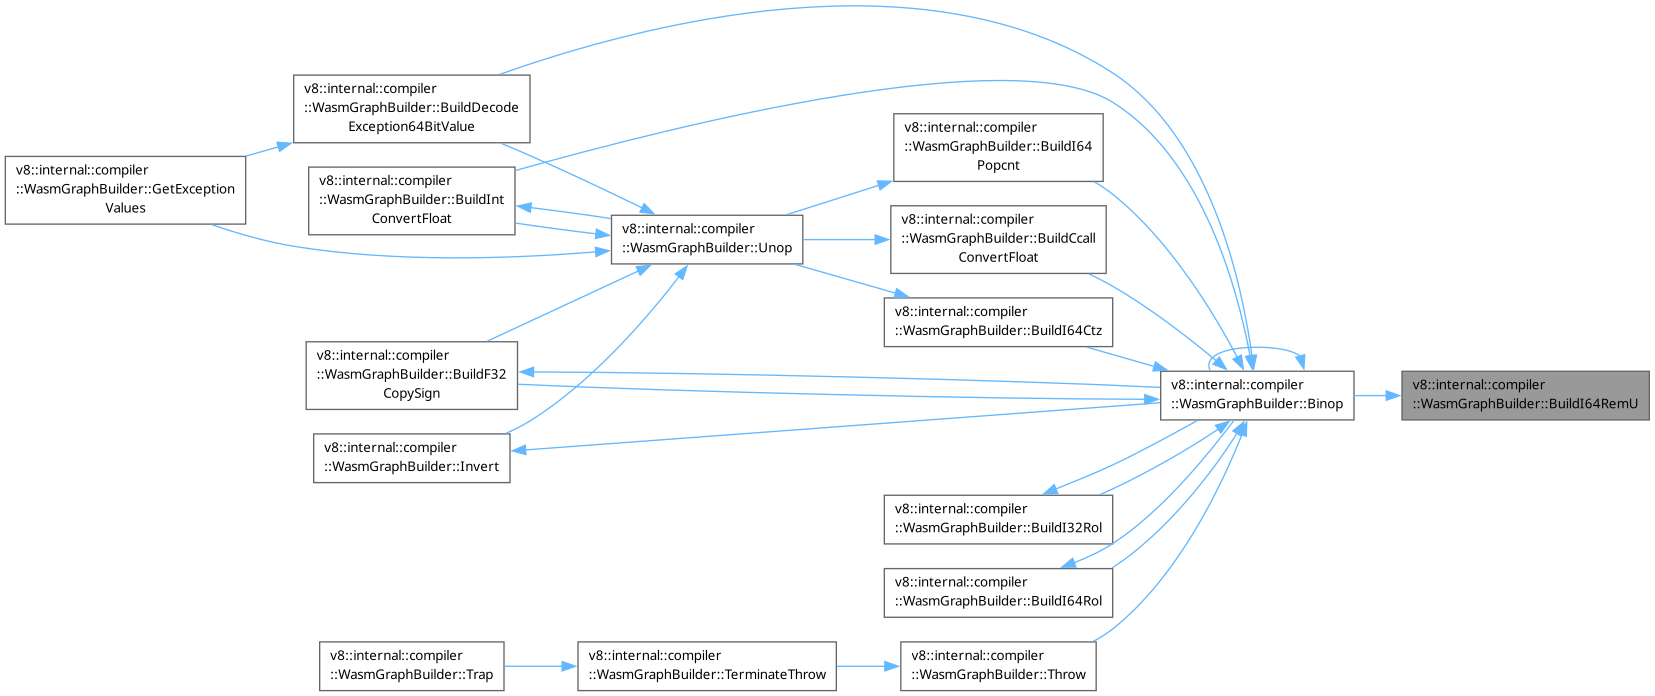 v8::internal::compiler
::WasmGraphBuilder::BuildDecode
Exception64BitValue
v8::internal::compiler
::WasmGraphBuilder::GetException
Values
v8::internal::compiler
::WasmGraphBuilder::BuildInt
ConvertFloat
v8::internal::compiler
::WasmGraphBuilder::Unop
v8::internal::compiler
::WasmGraphBuilder::BuildI64
Popcnt
v8::internal::compiler
::WasmGraphBuilder::BuildCcall
ConvertFloat
v8::internal::compiler
::WasmGraphBuilder::BuildI64Ctz
v8::internal::compiler
::WasmGraphBuilder::BuildF32
CopySign
v8::internal::compiler
::WasmGraphBuilder::Invert
v8::internal::compiler
::WasmGraphBuilder::Binop
v8::internal::compiler
::WasmGraphBuilder::BuildI64RemU
v8::internal::compiler
::WasmGraphBuilder::BuildI32Rol
v8::internal::compiler
::WasmGraphBuilder::BuildI64Rol
v8::internal::compiler
::WasmGraphBuilder::Trap
v8::internal::compiler
::WasmGraphBuilder::TerminateThrow
v8::internal::compiler
::WasmGraphBuilder::Throw